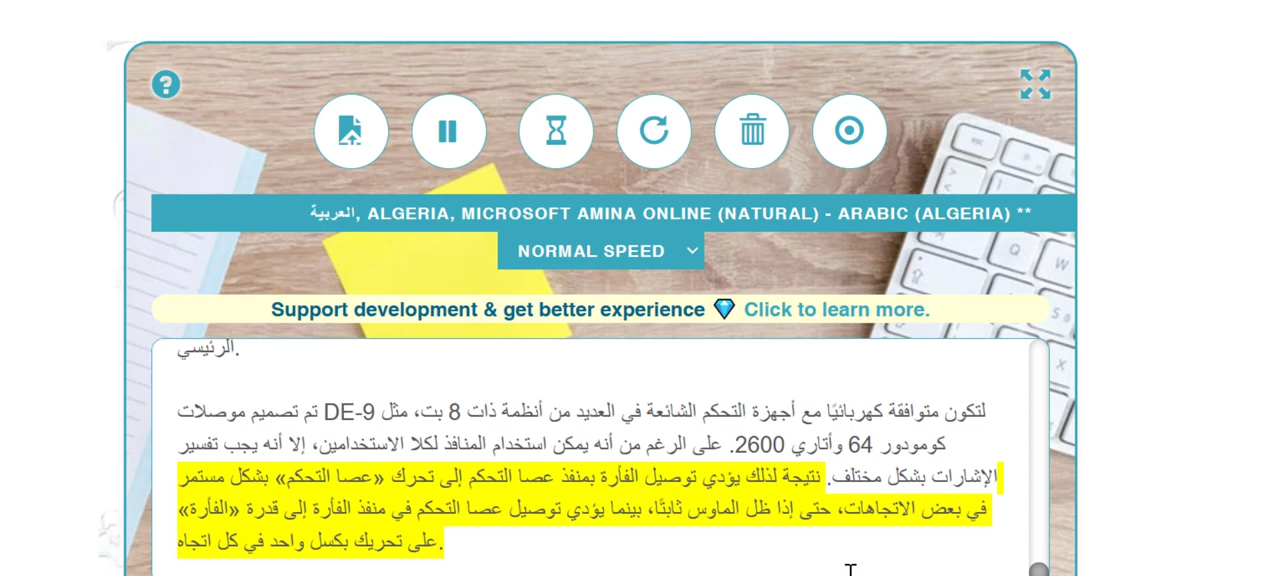 العربية, ALGERIA, MICROSOFT AMINA ONLINE (NATURAL) - ARABIC (ALGERIA) **
NORMAL SPEED
Support development & get better experience 💎 Click to learn more.
الرئيسي.
تم تصميم موصلات DE-9 لتكون متوافقة كهربائيًا مع أجهزة التحكم الشائعة في العديد من أنظمة ذات 8 بت، مثل
كومودور 64 وأتاري 2600. على الرغم من أنه يمكن استخدام المنافذ لكلا الاستخدامين، إلا أنه يجب تفسير
الإشارات بشكل مختلف. نتيجة لذلك يؤدي توصيل الفأرة بمنفذ عصا التحكم إلى تحرك «عصا التحكم» بشكل مستمر
في بعض الاتجاهات، حتى إذا ظل الماوس ثابتًا، بينما يؤدي توصيل عصا التحكم في منفذ الفأرة إلى قدرة «الفأرة»
على تحريك بكسل واحد في كل اتجاه.